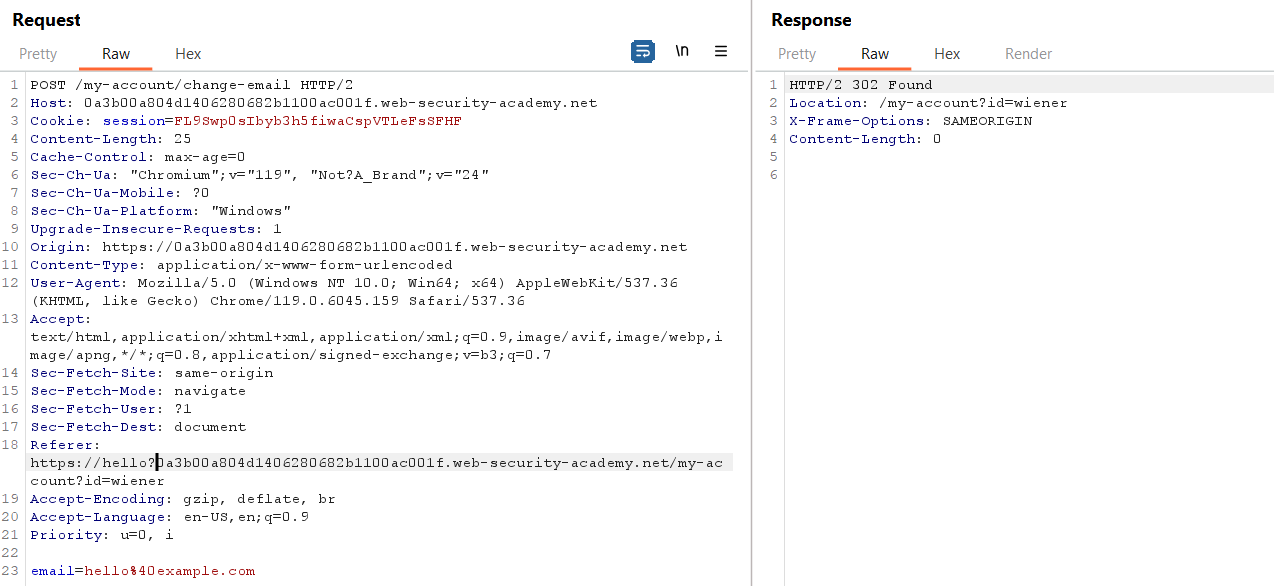 Request
Pretty Raw Hex \n
1 POST /my-account/change-email HTTP/2
2 Host: 0a3b00a804d1406280682b1100ac001f.web-security-academy.net
3 Cookie: session=FL9Swp0sIbyb3h5fiwaCspVTLeFsSFHF
4 Content-Length: 25
5 Cache-Control: max-age=0
6 Sec-Ch-Ua: "Chromium";v="119", "Not?A_Brand";v="24"
7 Sec-Ch-Ua-Mobile: ?0
8 Sec-Ch-Ua-Platform: "Windows"
9 Upgrade-Insecure-Requests: 1
10 Origin: https://0a3b00a804d1406280682b1100ac001f.web-security-academy.net
11 Content-Type: application/x-www-form-urlencoded
12 User-Agent: Mozilla/5.0 (Windows NT 10.0; Win64; x64) AppleWebKit/537.36
(KHTML, like Gecko) Chrome/119.0.6045.159 Safari/537.36
13 Accept:
text/html,application/xhtml+xml,application/xml;q=0.9,image/avif,image/webp,i
mage/apng,*/*;q=0.8,application/signed-exchange;v=b3;q=0.7
14 Sec-Fetch-Site: same-origin
15 Sec-Fetch-Mode: navigate
16 Sec-Fetch-User: ?1
17 Sec-Fetch-Dest: document
18 Referer:
https://hello?0a3b00a804d1406280682b1100ac001f.web-security-academy.net/my-ac
count?id=wiener
19 Accept-Encoding: gzip, deflate, br
20 Accept-Language: en-US,en;q=0.9
21 Priority: u=0, i
22
23 email=hello%40example.com
Response
Pretty Raw Hex Render
1 HTTP/2 302 Found
2 Location: /my-account?id=wiener
3 X-Frame-Options: SAMEORIGIN
4 Content-Length: 0
5
6